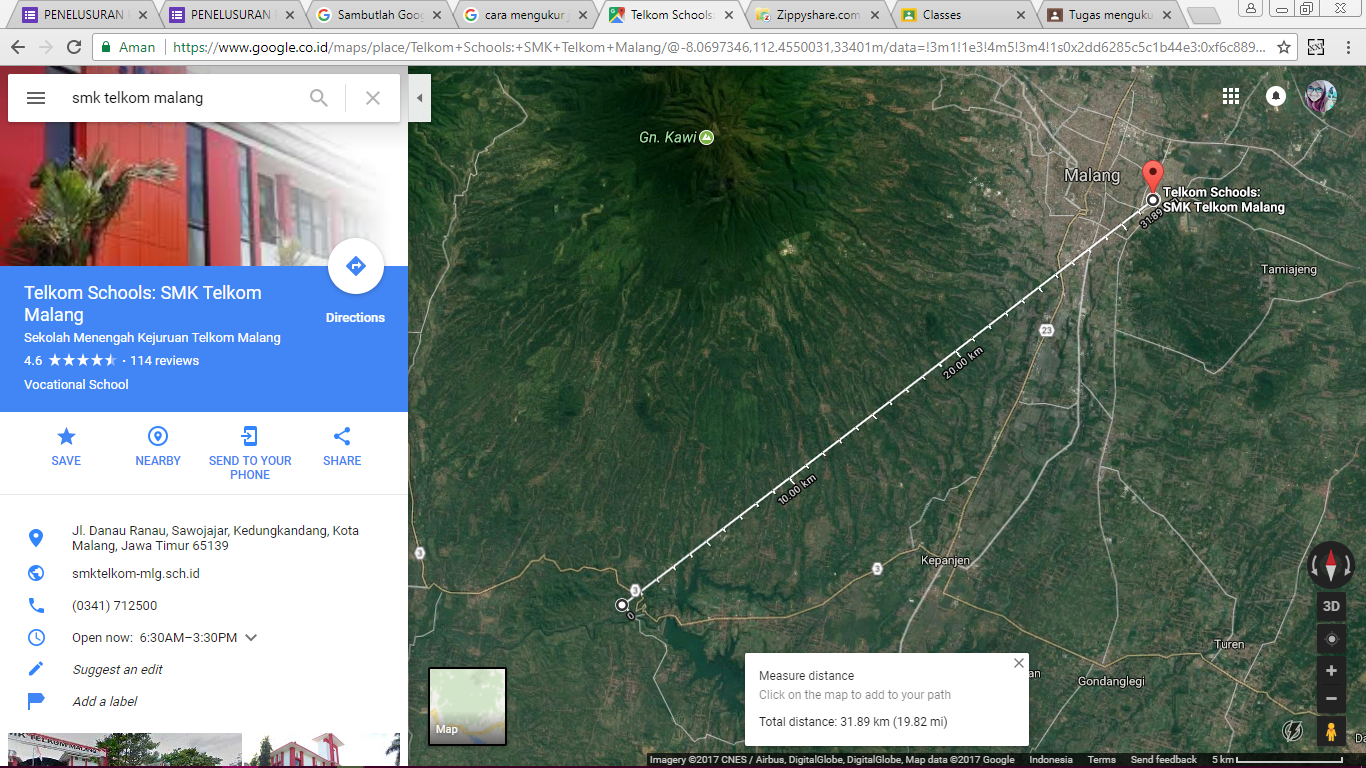 PENELUSURAN
PENELUSURAN
Sambutlah Goo
cara mengukur
Telkom Schools:
Zippyshare.com
Classes
Tugas menguku
Aman
https://www.google.co.id/maps/place/Telkom+Schools:+SMK+Telkom+Malang/@-8.0697346,112.4550031,33401m/data=!3m1!1e3!4m5!3m4!1s0x2dd6285c5c1b44e3:0xf6c889...
smk telkom malang
Telkom Schools: SMK Telkom
Malang
Sekolah Menengah Kejuruan Telkom Malang
4.6 ★★★★★ · 114 reviews
Vocational School
Directions
SAVE
NEARBY
SEND TO YOUR
PHONE
SHARE
Jl. Danau Ranau, Sawojajar, Kedungkandang, Kota
Malang, Jawa Timur 65139
smktelkom-mlg.sch.id
(0341) 712500
Open now: 6:30AM–3:30PM
Suggest an edit
Add a label
SMK TELKOM MALANG
Gn. Kawi
Malang
Telkom Schools:
SMK Telkom Malang
31.89
Tamiajeng
23
20.00 km
10.00 km
3
3
3
0
Kepanjen
Turen
Gondanglegi
Map
Measure distance
Click on the map to add to your path
Total distance: 31.89 km (19.82 mi)
3D
Imagery ©2017 CNES / Airbus, DigitalGlobe, DigitalGlobe, Map data ©2017 Google
Indonesia
Terms
Send feedback
5 km